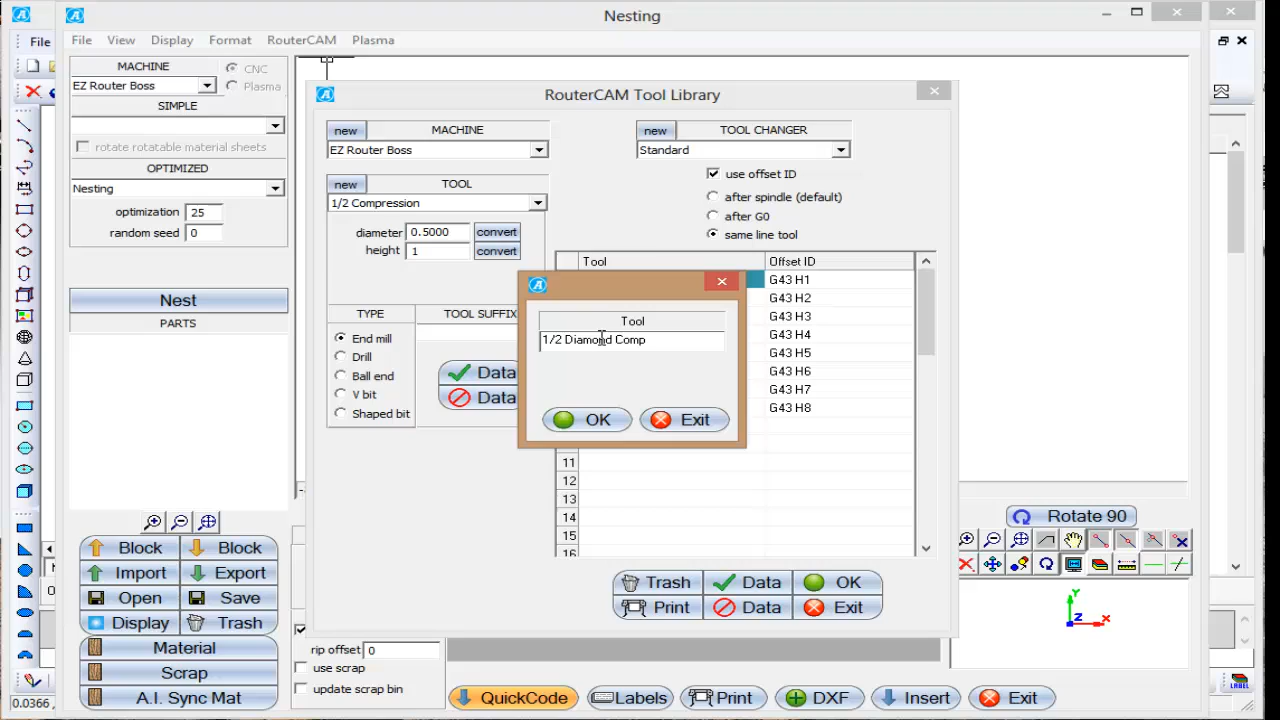 Nesting
File
File View Display Format RouterCAM Plasma
MACHINE
EZ Router Boss
CNC
Plasma
SIMPLE
rotate rotatable material sheets
OPTIMIZED
Nesting
optimization 25
random seed 0
Nest
PARTS
Block Block
Import Export
Open Save
Display Trash
Material
Scrap
A.I. Sync Mat
0.0366
RouterCAM Tool Library
new MACHINE
EZ Router Boss
new TOOL
1/2 Compression
diameter 0.5000 convert
height 1 convert
TYPE
End mill
Drill
Ball end
V bit
Shaped bit
TOOL SUFFIX
Data
Data
new TOOL CHANGER
Standard
use offset ID
after spindle (default)
after G0
same line tool
Tool Offset ID
G43 H1
G43 H2
G43 H3
G43 H4
G43 H5
G43 H6
G43 H7
G43 H8
11
12
13
14
15
16
Tool
1/2 Diamond Comp
OK Exit
Trash Data OK
Print Data Exit
Rotate 90
Y
Z X
rip offset 0
use scrap
update scrap bin
QuickCode Labels Print DXF Insert Exit
LABEL